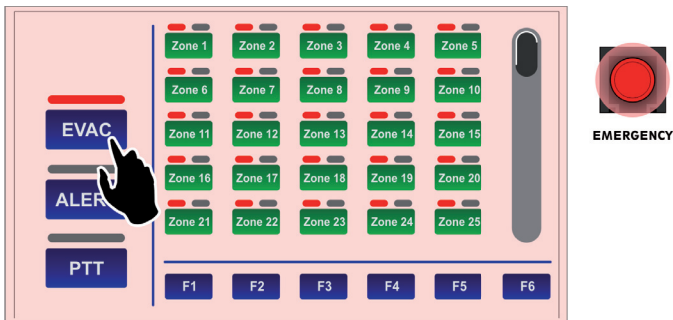 Zone 1 Zone 2 Zone 3 Zone 4 Zone 5
Zone 6 Zone 7 Zone 8 Zone 9 Zone 10
EVAC
Zone 11 Zone 12 Zone 13 Zone 14 Zone 15
EMERGENCY
Zone 16 Zone 17 Zone 18 Zone 19 Zone 20
ALER
Zone 21 Zone 22 Zone 23 Zone 24 Zone 25
PTT
F1 F2 F3 F4 F5 F6